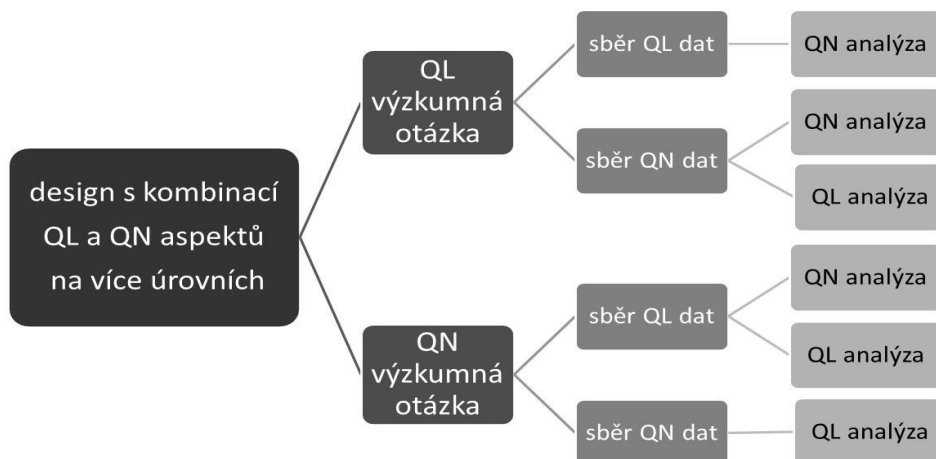 design s kombinací
QL a QN aspektů
na více úrovních
QL
výzkumná
otázka
sběr QL dat
QN analýza
sběr QN dat
QN analýza
QL analýza
QN
výzkumná
otázka
sběr QL dat
QN analýza
QL analýza
sběr QN dat
QL analýza